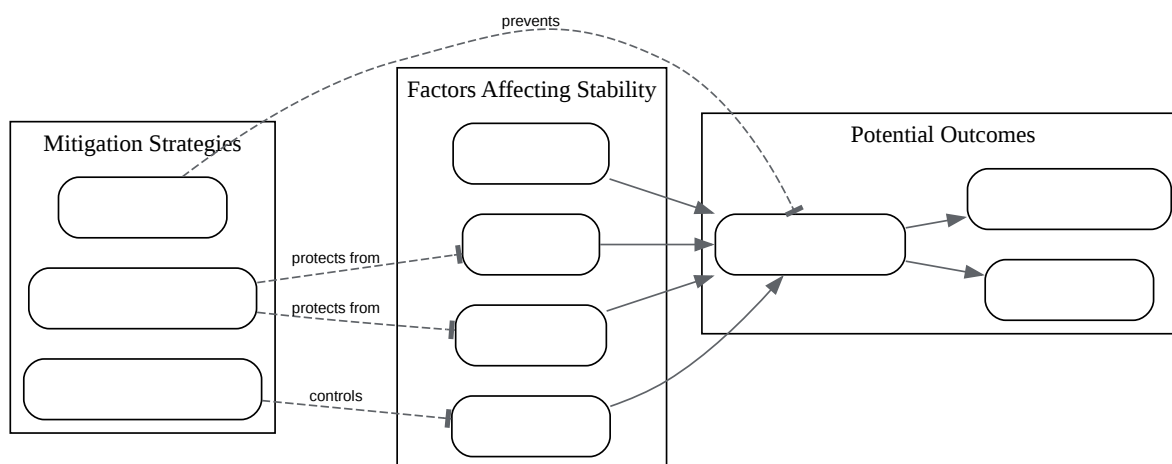 prevents
Factors Affecting Stability
Mitigation Strategies
Potential Outcomes
protects from
protects from
controls